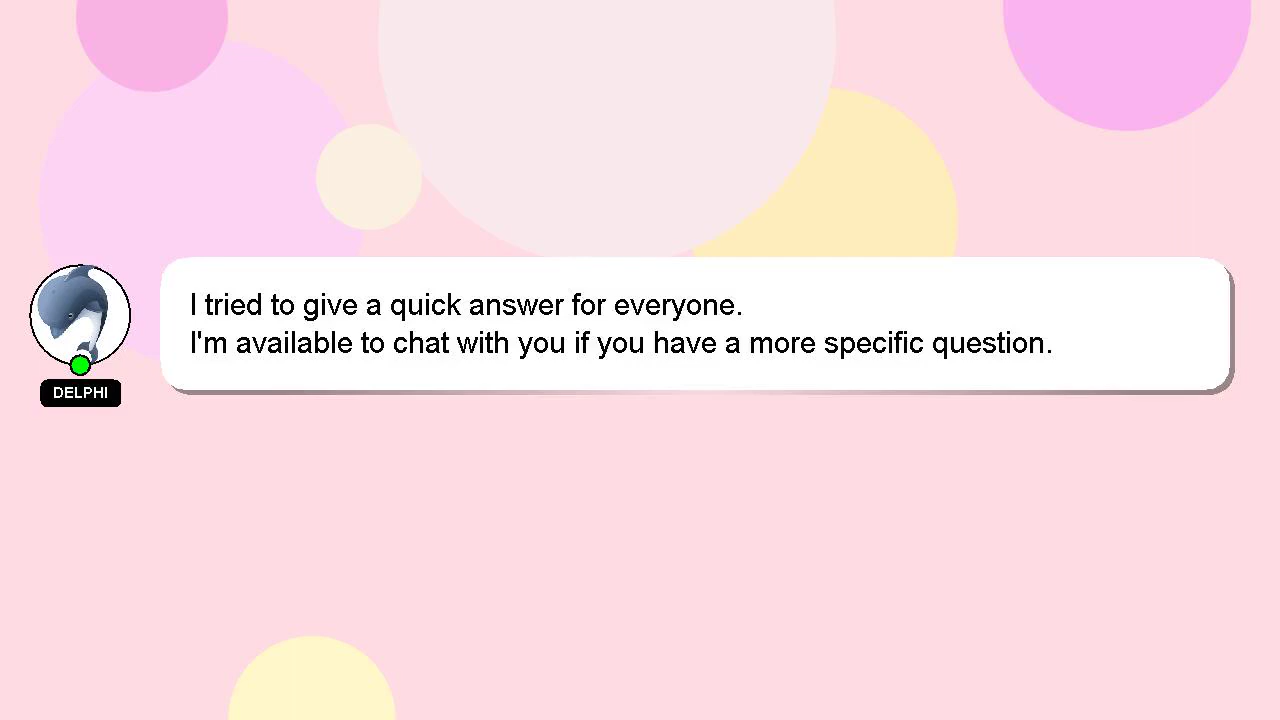 I tried to give a quick answer for everyone.
I'm available to chat with you if you have a more specific question.
DELPHI